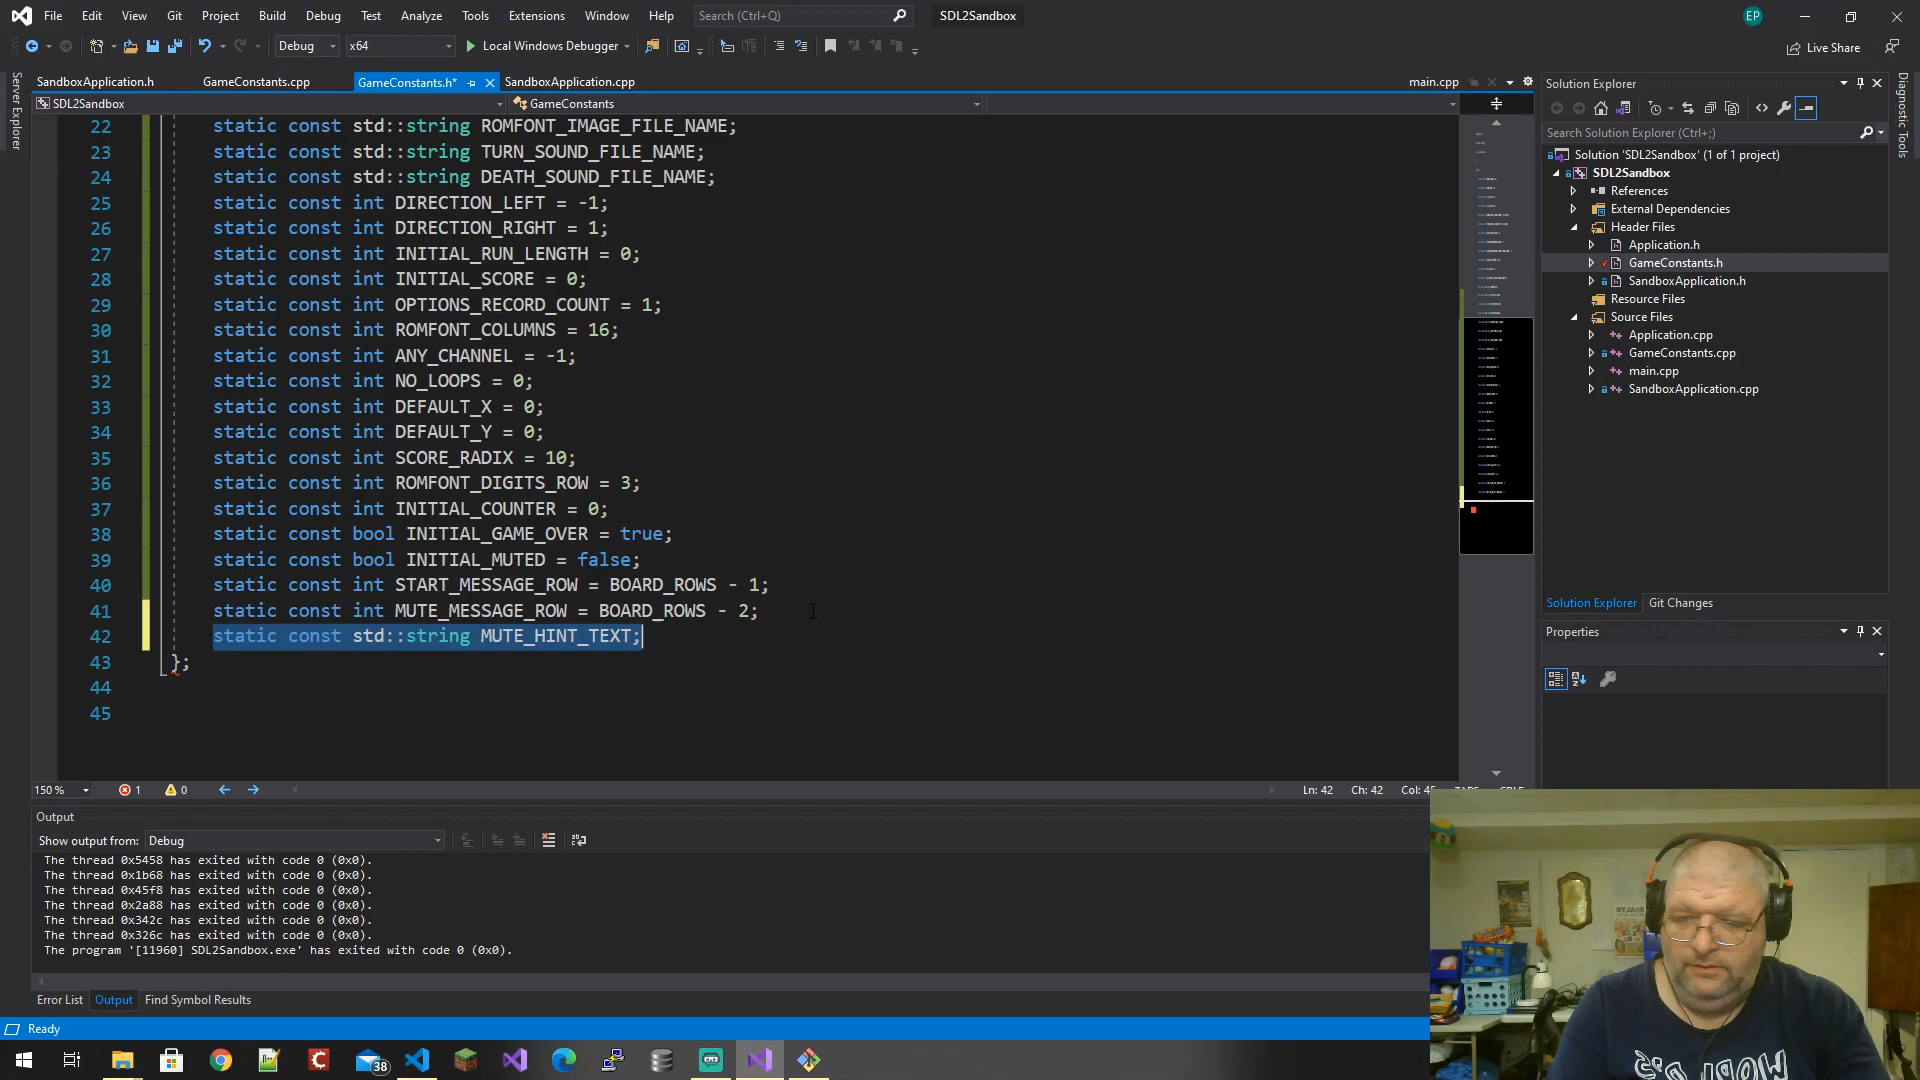 File Edit View Git Project Build Debug Test Analyze Tools Extensions Window Help Search (Ctrl+Q) SDL2Sandbox EP
Debug x64 Local Windows Debugger Live Share
SandboxApplication.h GameConstants.cpp GameConstants.h* SandboxApplication.cpp main.cpp
SDL2Sandbox GameConstants
Server Explorer
22 static const std::string ROMFONT_IMAGE_FILE_NAME;
23 static const std::string TURN_SOUND_FILE_NAME;
24 static const std::string DEATH_SOUND_FILE_NAME;
25 static const int DIRECTION_LEFT = -1;
26 static const int DIRECTION_RIGHT = 1;
27 static const int INITIAL_RUN_LENGTH = 0;
28 static const int INITIAL_SCORE = 0;
29 static const int OPTIONS_RECORD_COUNT = 1;
30 static const int ROMFONT_COLUMNS = 16;
31 static const int ANY_CHANNEL = -1;
32 static const int NO_LOOPS = 0;
33 static const int DEFAULT_X = 0;
34 static const int DEFAULT_Y = 0;
35 static const int SCORE_RADIX = 10;
36 static const int ROMFONT_DIGITS_ROW = 3;
37 static const int INITIAL_COUNTER = 0;
38 static const bool INITIAL_GAME_OVER = true;
39 static const bool INITIAL_MUTED = false;
40 static const int START_MESSAGE_ROW = BOARD_ROWS - 1;
41 static const int MUTE_MESSAGE_ROW = BOARD_ROWS - 2;
42 static const std::string MUTE_HINT_TEXT;
43 };
44
45
150 % 1 0 Ln: 42 Ch: 42
Output
Show output from: Debug
The thread 0x5458 has exited with code 0 (0x0).
The thread 0x1b68 has exited with code 0 (0x0).
The thread 0x45f8 has exited with code 0 (0x0).
The thread 0x2a88 has exited with code 0 (0x0).
The thread 0x342c has exited with code 0 (0x0).
The thread 0x326c has exited with code 0 (0x0).
The program '[11960] SDL2Sandbox.exe' has exited with code 0 (0x0).
Error List Output Find Symbol Results
Ready
Solution Explorer
Search Solution Explorer (Ctrl+;)
Solution 'SDL2Sandbox' (1 of 1 project)
SDL2Sandbox
References
External Dependencies
Header Files
Application.h
GameConstants.h
SandboxApplication.h
Resource Files
Source Files
Application.cpp
GameConstants.cpp
main.cpp
SandboxApplication.cpp
Solution Explorer Git Changes
Properties
Diagnostic Tools
38